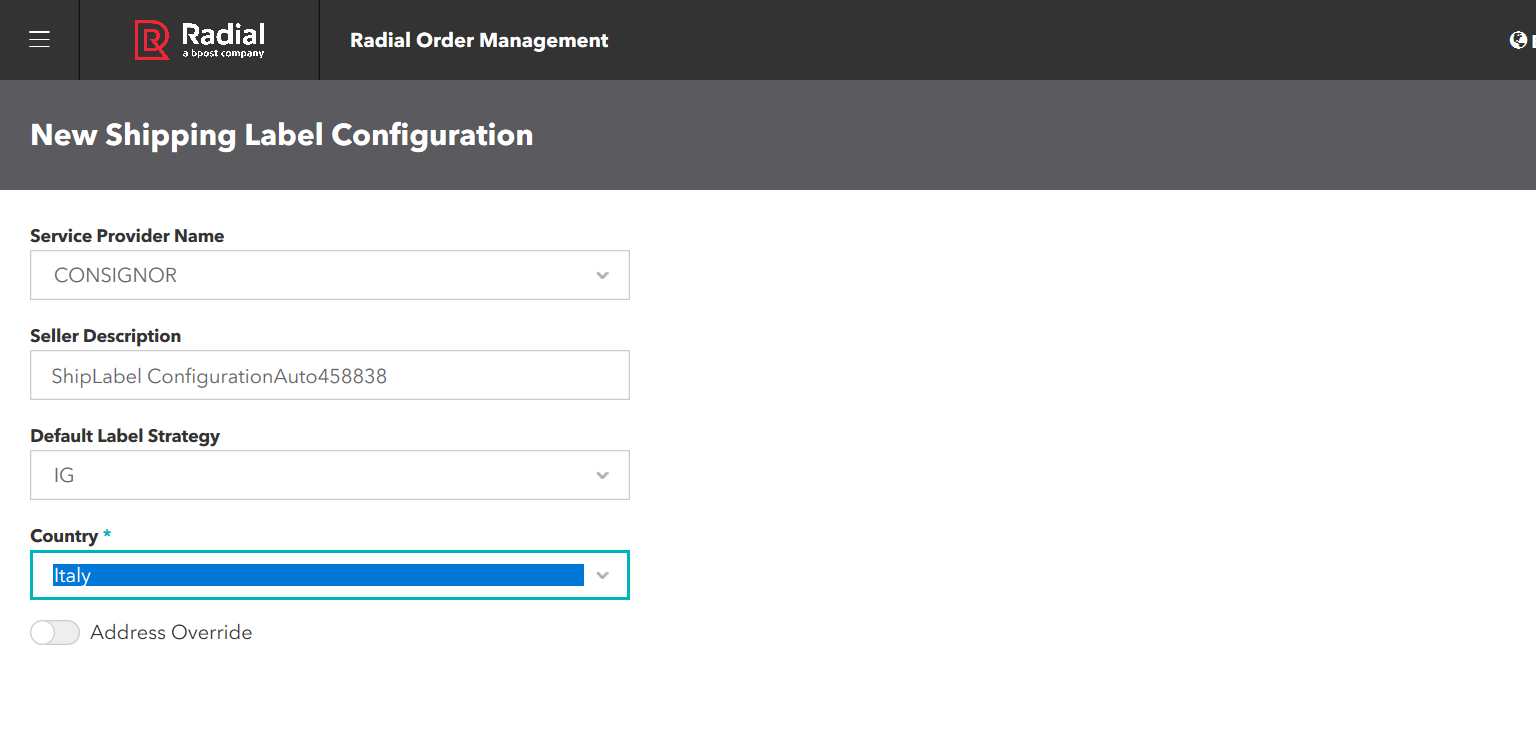 Radial
a bpost company
Radial Order Management
New Shipping Label Configuration
Service Provider Name
CONSIGNOR
Seller Description
ShipLabel ConfigurationAuto458838
Default Label Strategy
IG
Country *
Italy
Address Override